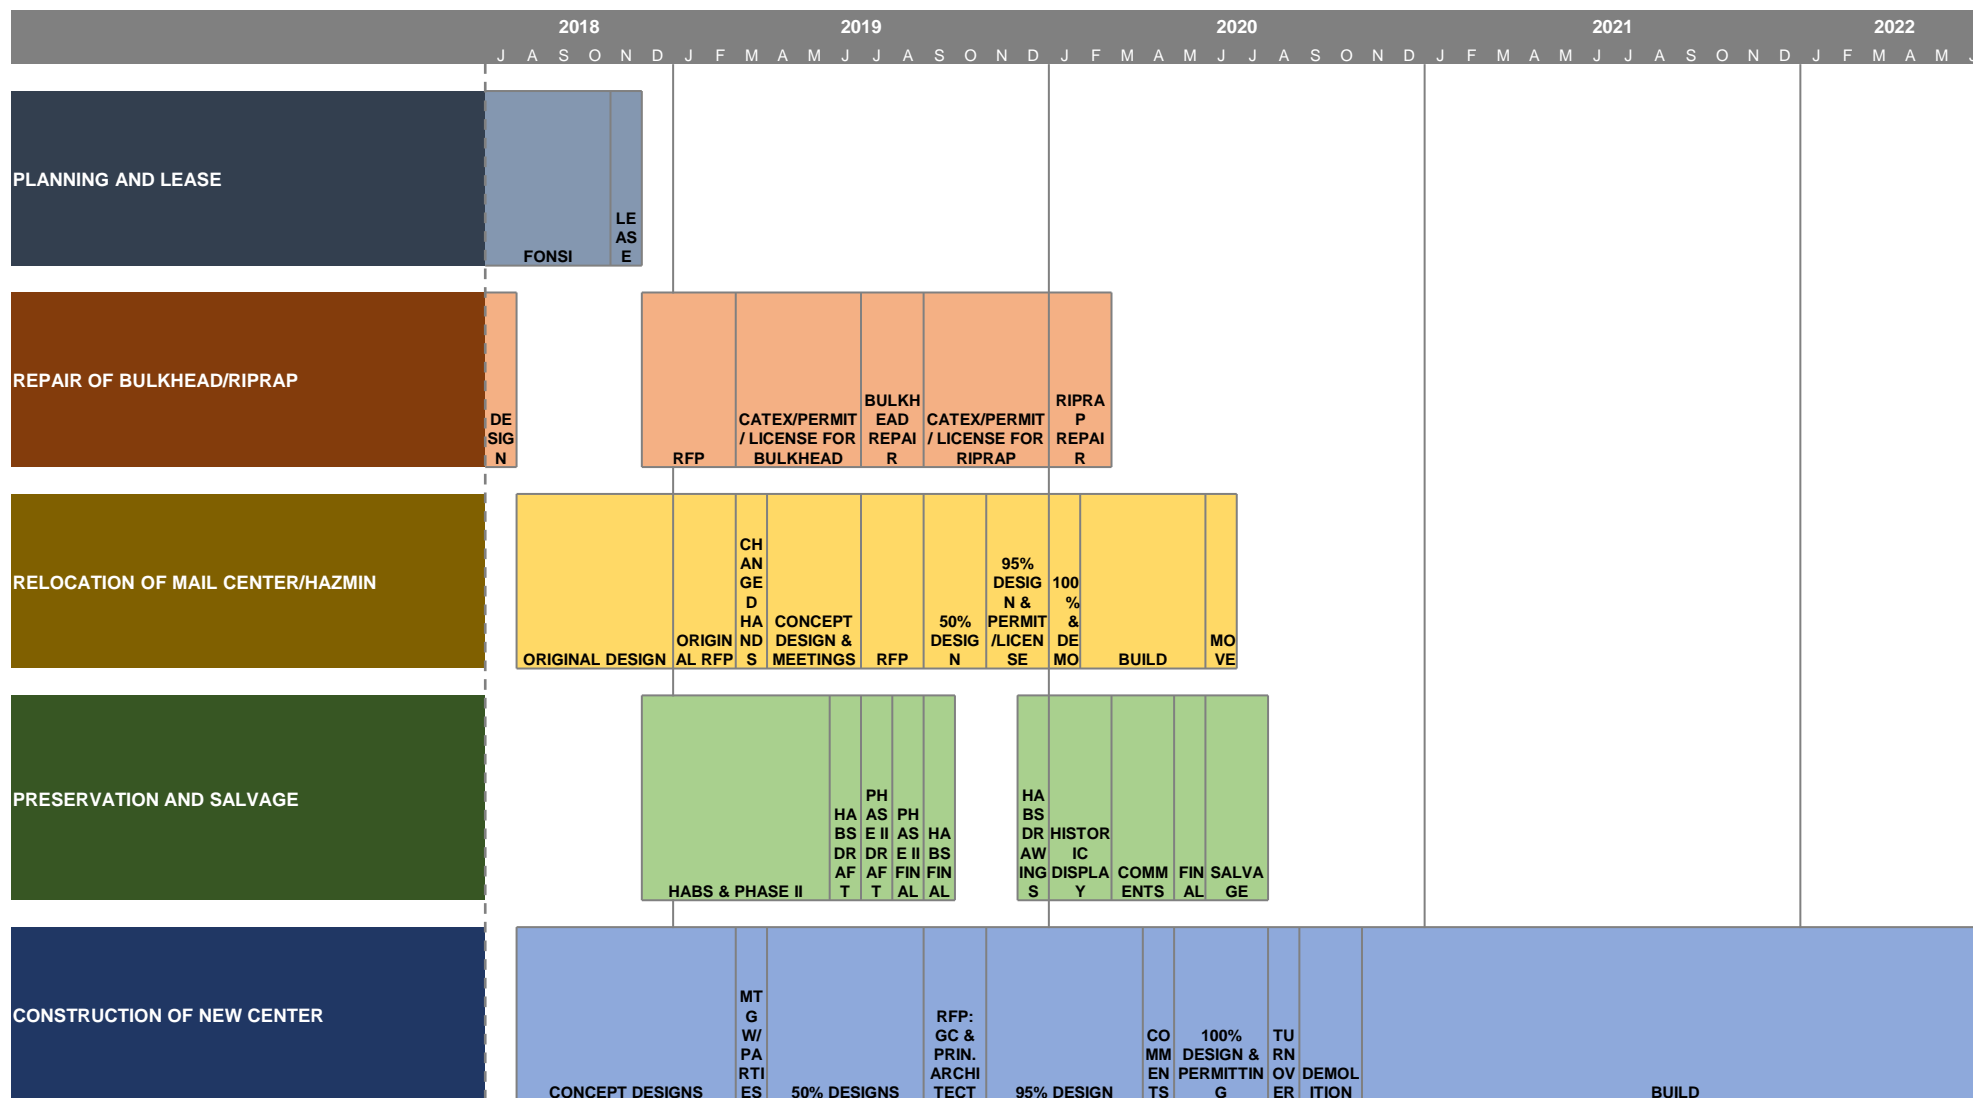 2018 2019 2020 2021 2022
J A S O N D J F M A M J J A S O N D J F M A M J J A S O N D J F M A M J J A S O N D J F M A M J
PLANNING AND LEASE
FONSI
LE
AS
E
REPAIR OF BULKHEAD/RIPRAP
DE
SIG
N
RFP
CATEX/PERMIT
/ LICENSE FOR
BULKHEAD
BULKH
EAD
REPAI
R
CATEX/PERMIT
/ LICENSE FOR
RIPRAP
RIPRA
P
REPAI
R
RELOCATION OF MAIL CENTER/HAZMIN
ORIGINAL DESIGN
ORIGIN
AL RFP
CH
AN
GE
D
HA
ND
S
CONCEPT
DESIGN &
MEETINGS
RFP
50%
DESIG
N
95%
DESIG
N &
PERMIT
/LICEN
SE
100
%
&
DE
MO
BUILD
MO
VE
PRESERVATION AND SALVAGE
HABS & PHASE II
HA
BS
DR
AF
T
PH
AS
E II
DR
AF
T
PH
AS
E II
FIN
AL
HA
BS
FIN
AL
HA
BS
DR
AW
ING
S
HISTOR
IC
DISPLA
Y
COMM
ENTS
FIN
AL
SALVA
GE
CONSTRUCTION OF NEW CENTER
CONCEPT DESIGNS
MT
G
W/
PA
RTI
ES
50% DESIGNS
RFP:
GC &
PRIN.
ARCHI
TECT
95% DESIGN
CO
MM
EN
TS
100%
DESIGN &
PERMITTIN
G
TU
RN
OV
ER
DEMOL
ITION
BUILD